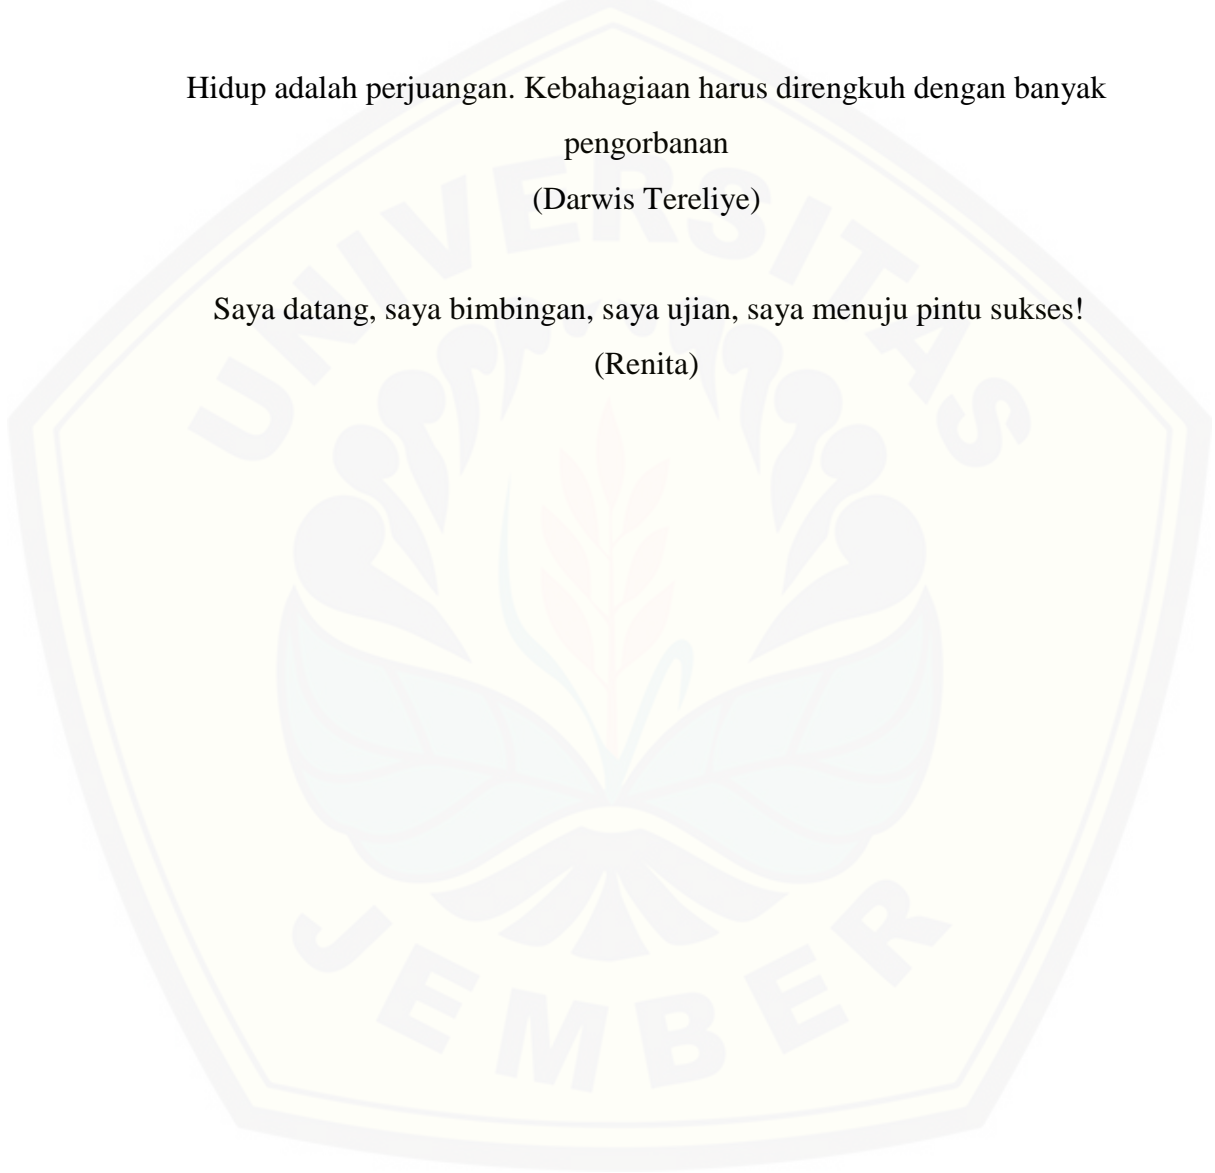 Hidup adalah perjuangan. Kebahagiaan harus direngkuh dengan banyak
pengorbanan
(Darwis Tereliye)
Saya datang, saya bimbingan, saya ujian, saya menuju pintu sukses!
(Renita)
UNIVERSITAS
JEMBER